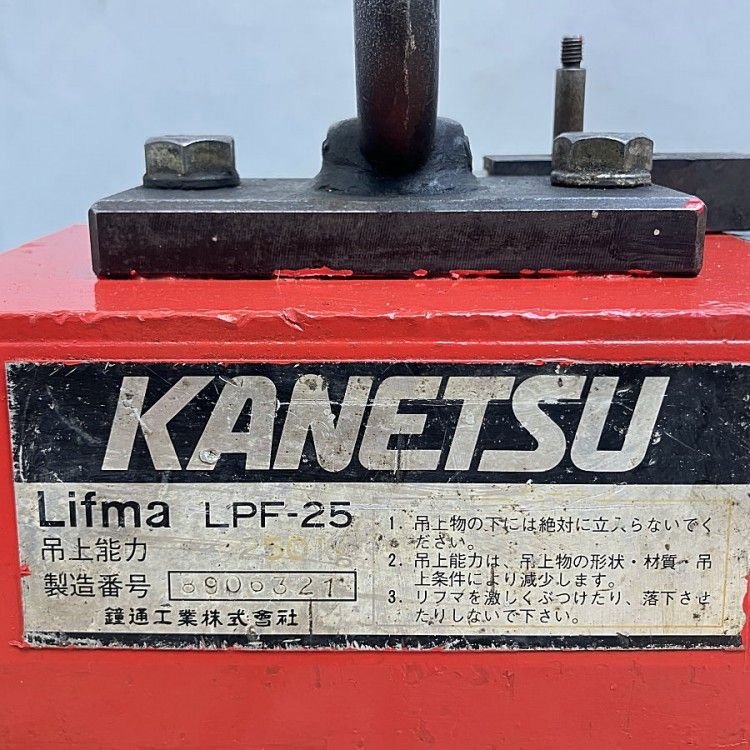 KANETSU
Lifma LPF-25
吊上能力 250 kg
製造番号 8906321
鐘通工業株式会社
1. 吊上物の下には絶対に立入らないでく
ださい。
2. 吊上能力は、吊上物の形状・材質・吊
上条件により減少します。
3. リフマを激しくぶつけたり、落下させ
たりしないで下さい。